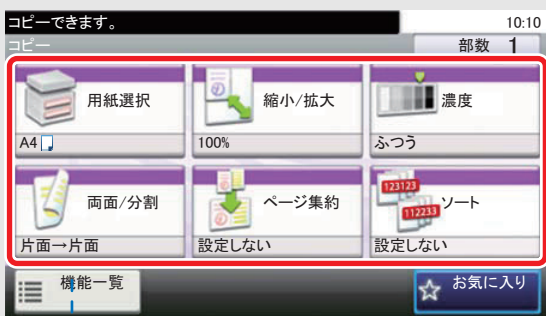 コピーできます。 10:10
コピー 部数 1
用紙選択
A4
縮小/拡大
100%
濃度
ふつう
両面/分割
片面→片面
ページ集約
設定しない
123123
112233
ソート
設定しない
機能一覧
お気に入り